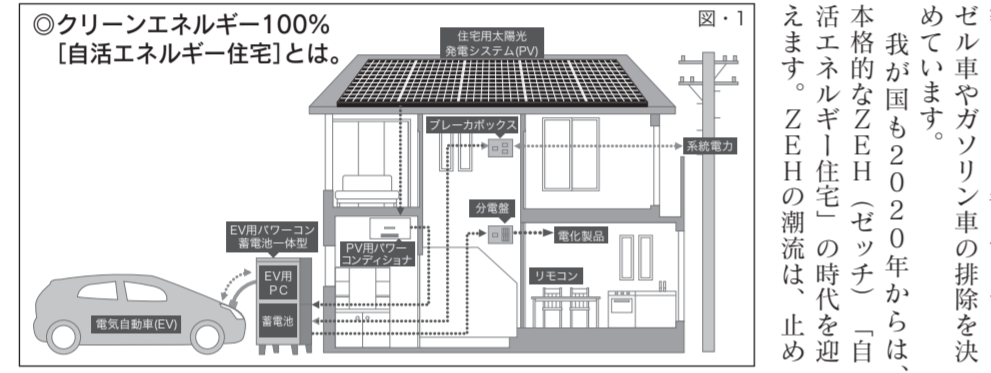 ◎クリーンエネルギー100%
［自活エネルギー住宅］とは。
図・1
住宅用太陽光
発電システム(PV)
ブレーカボックス
系統電力
分電盤
電化製品
EV用パワーコン
蓄電池一体型
PV用パワー
コンディショナ
EV用
PC
蓄電池
リモコン
電気自動車(EV)
ゼル車やガソリン車の排除を決
めています。
我が国も2020年からは、
本格的なZEH（ゼッチ）「自
活エネルギー住宅」の時代を迎
えます。ZEHの潮流は、止め